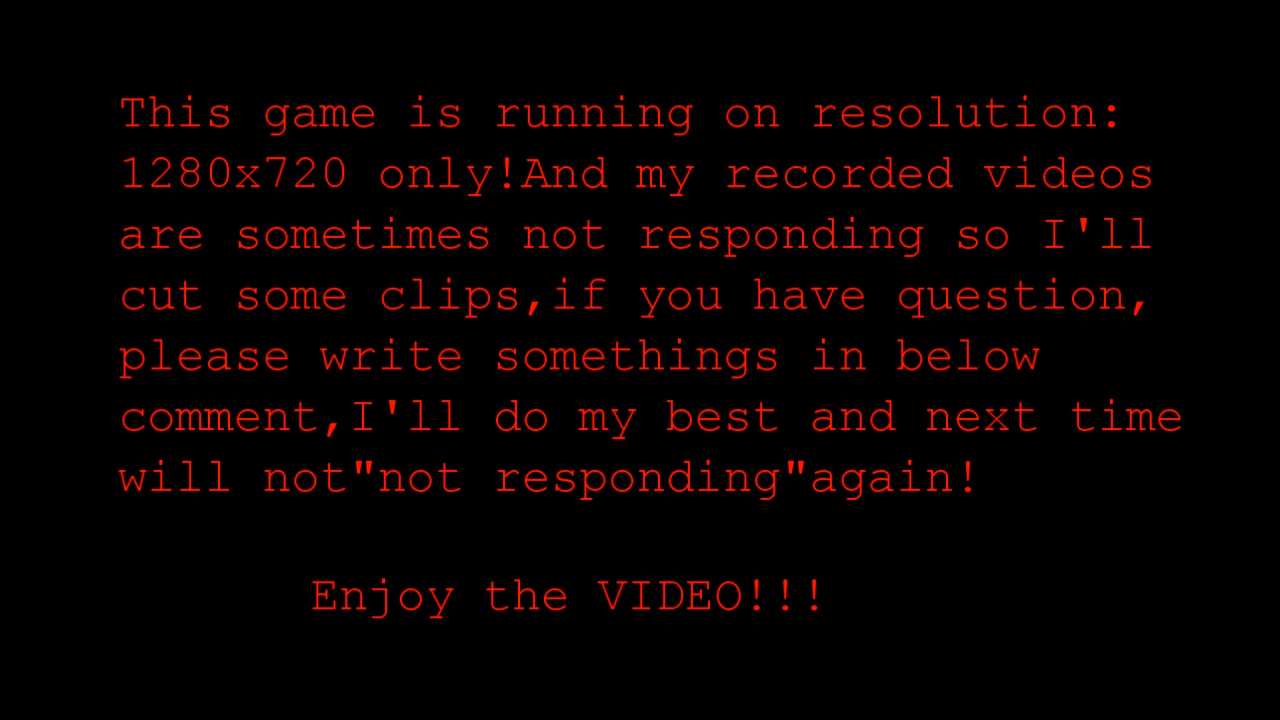 This game is running on resolution:
1280x720 only!And my recorded videos
are sometimes not responding so I'll
cut some clips,if you have question,
please write somethings in below
comment,I'll do my best and next time
will not"not responding"again!
Enjoy the VIDEO!!!